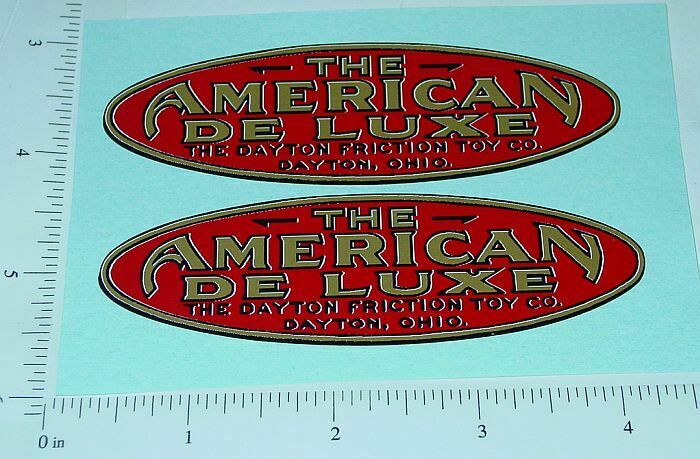 3
THE
AMERICAN
DE LUXE
THE DAYTON FRICTION TOY CO.
DAYTON, OHIO.
4
THE
AMERICAN
DE LUXE
THE DAYTON FRICTION TOY CO.
DAYTON, OHIO.
5
0 in 1 2 3 4